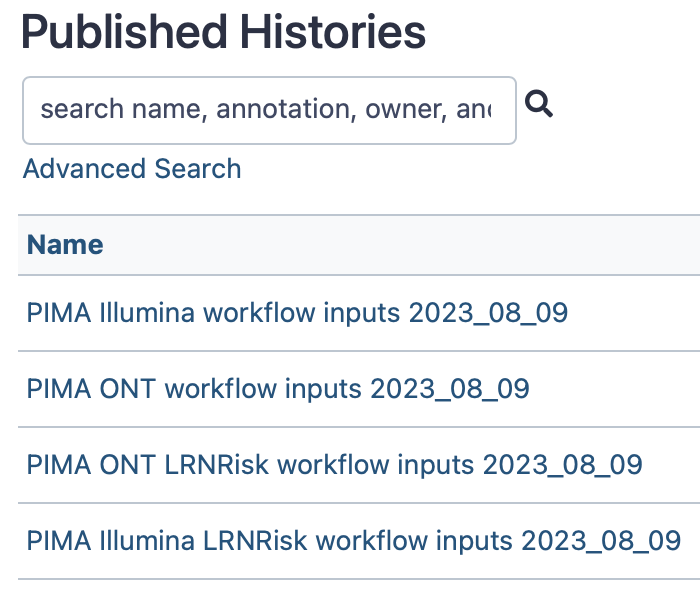 Published Histories
search name, annotation, owner, an
Advanced Search
Name
PIMA Illumina workflow inputs 2023_08_09
PIMA ONT workflow inputs 2023_08_09
PIMA ONT LRNRisk workflow inputs 2023_08_09
PIMA Illumina LRNRisk workflow inputs 2023_08_09